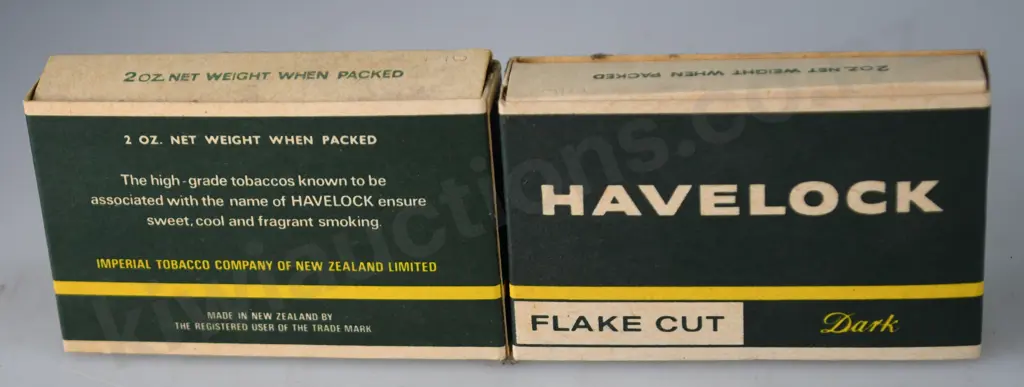 2 OZ. NET WEIGHT WHEN PACKED
2 OZ. NET WEIGHT WHEN PACKED
The high-grade tobaccos known to be
associated with the name of HAVELOCK ensure
sweet, cool and fragrant smoking.
IMPERIAL TOBACCO COMPANY OF NEW ZEALAND LIMITED
MADE IN NEW ZEALAND BY
THE REGISTERED USER OF THE TRADE MARK
2 OZ. NET WEIGHT WHEN PACKED
HAVELOCK
FLAKE CUT
Dark
kiwiauctions.co.nz